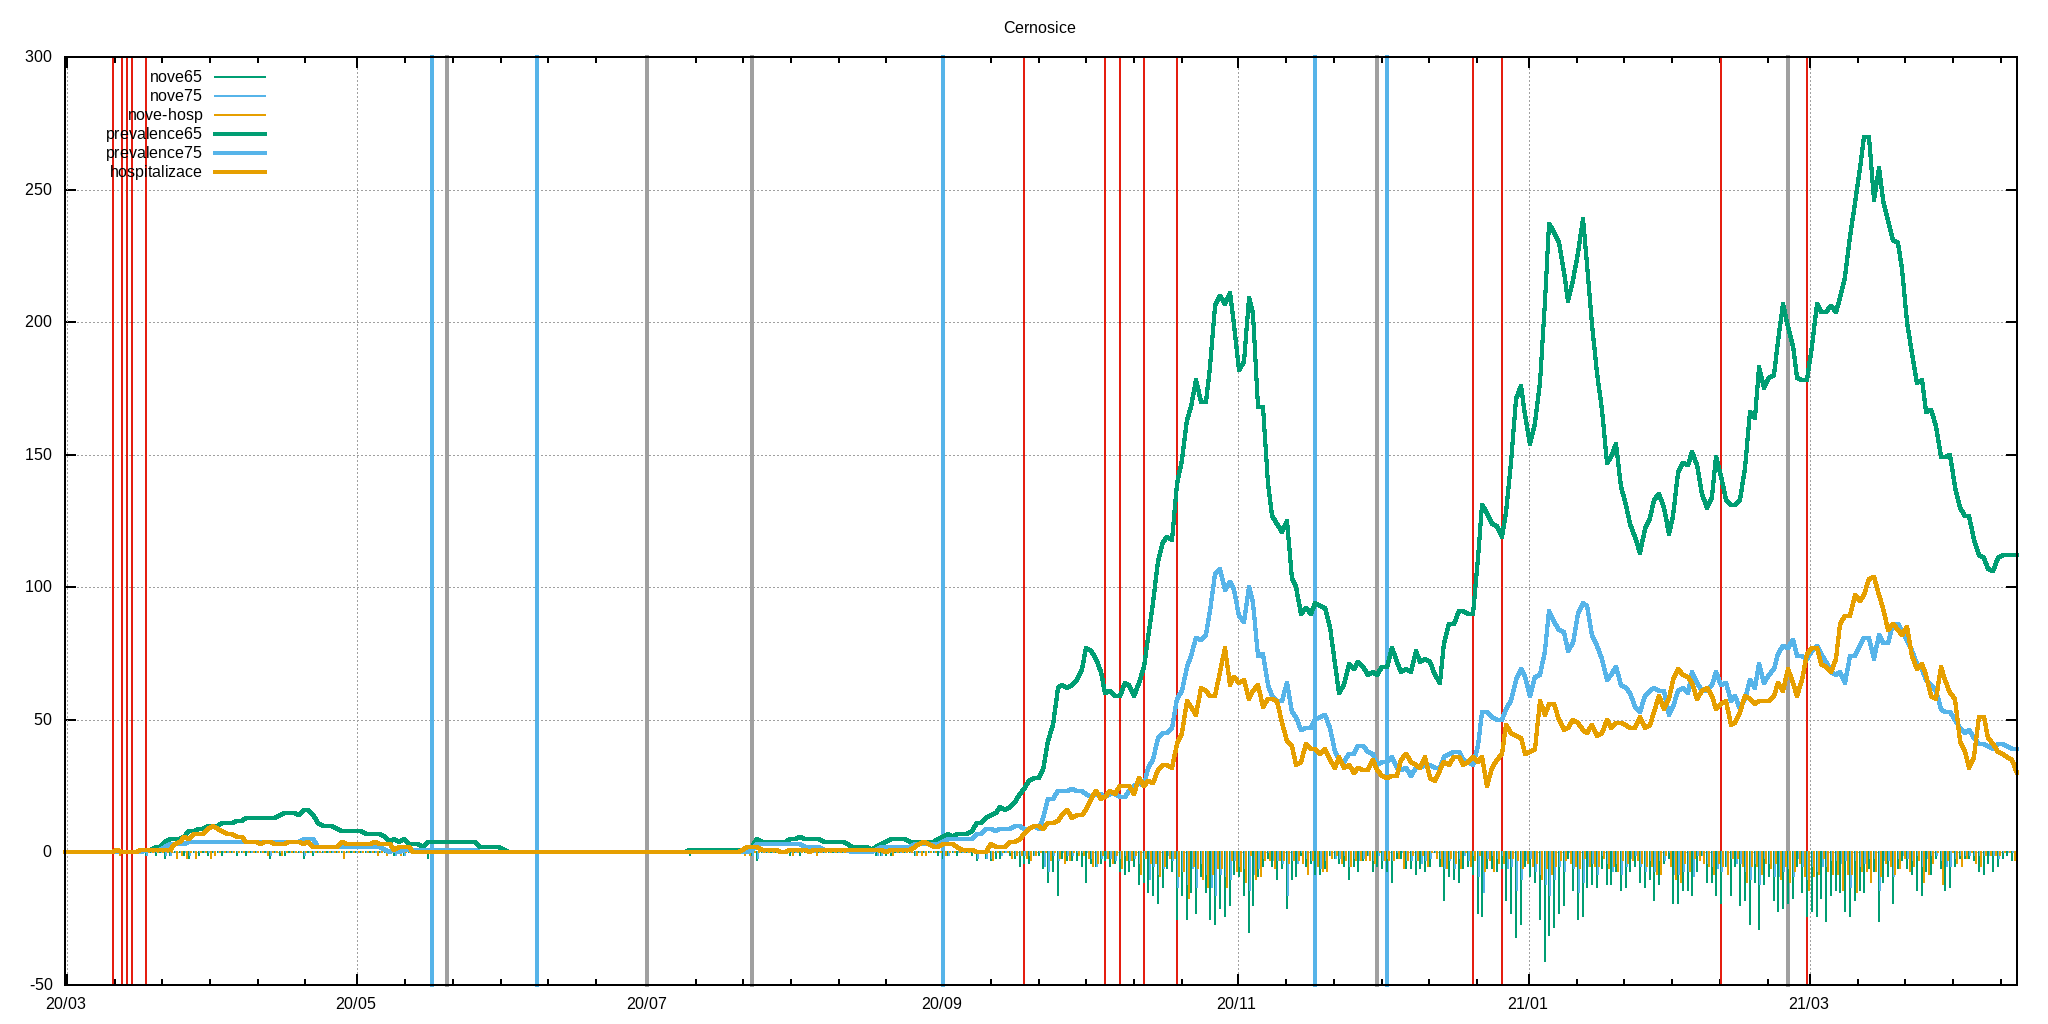 Cernosice
300
250
200
150
100
50
0
-50
nove65
nove75
nove-hosp
prevalence65
prevalence75
hospitalizace
20/03 20/05 20/07 20/09 20/11 21/01 21/03